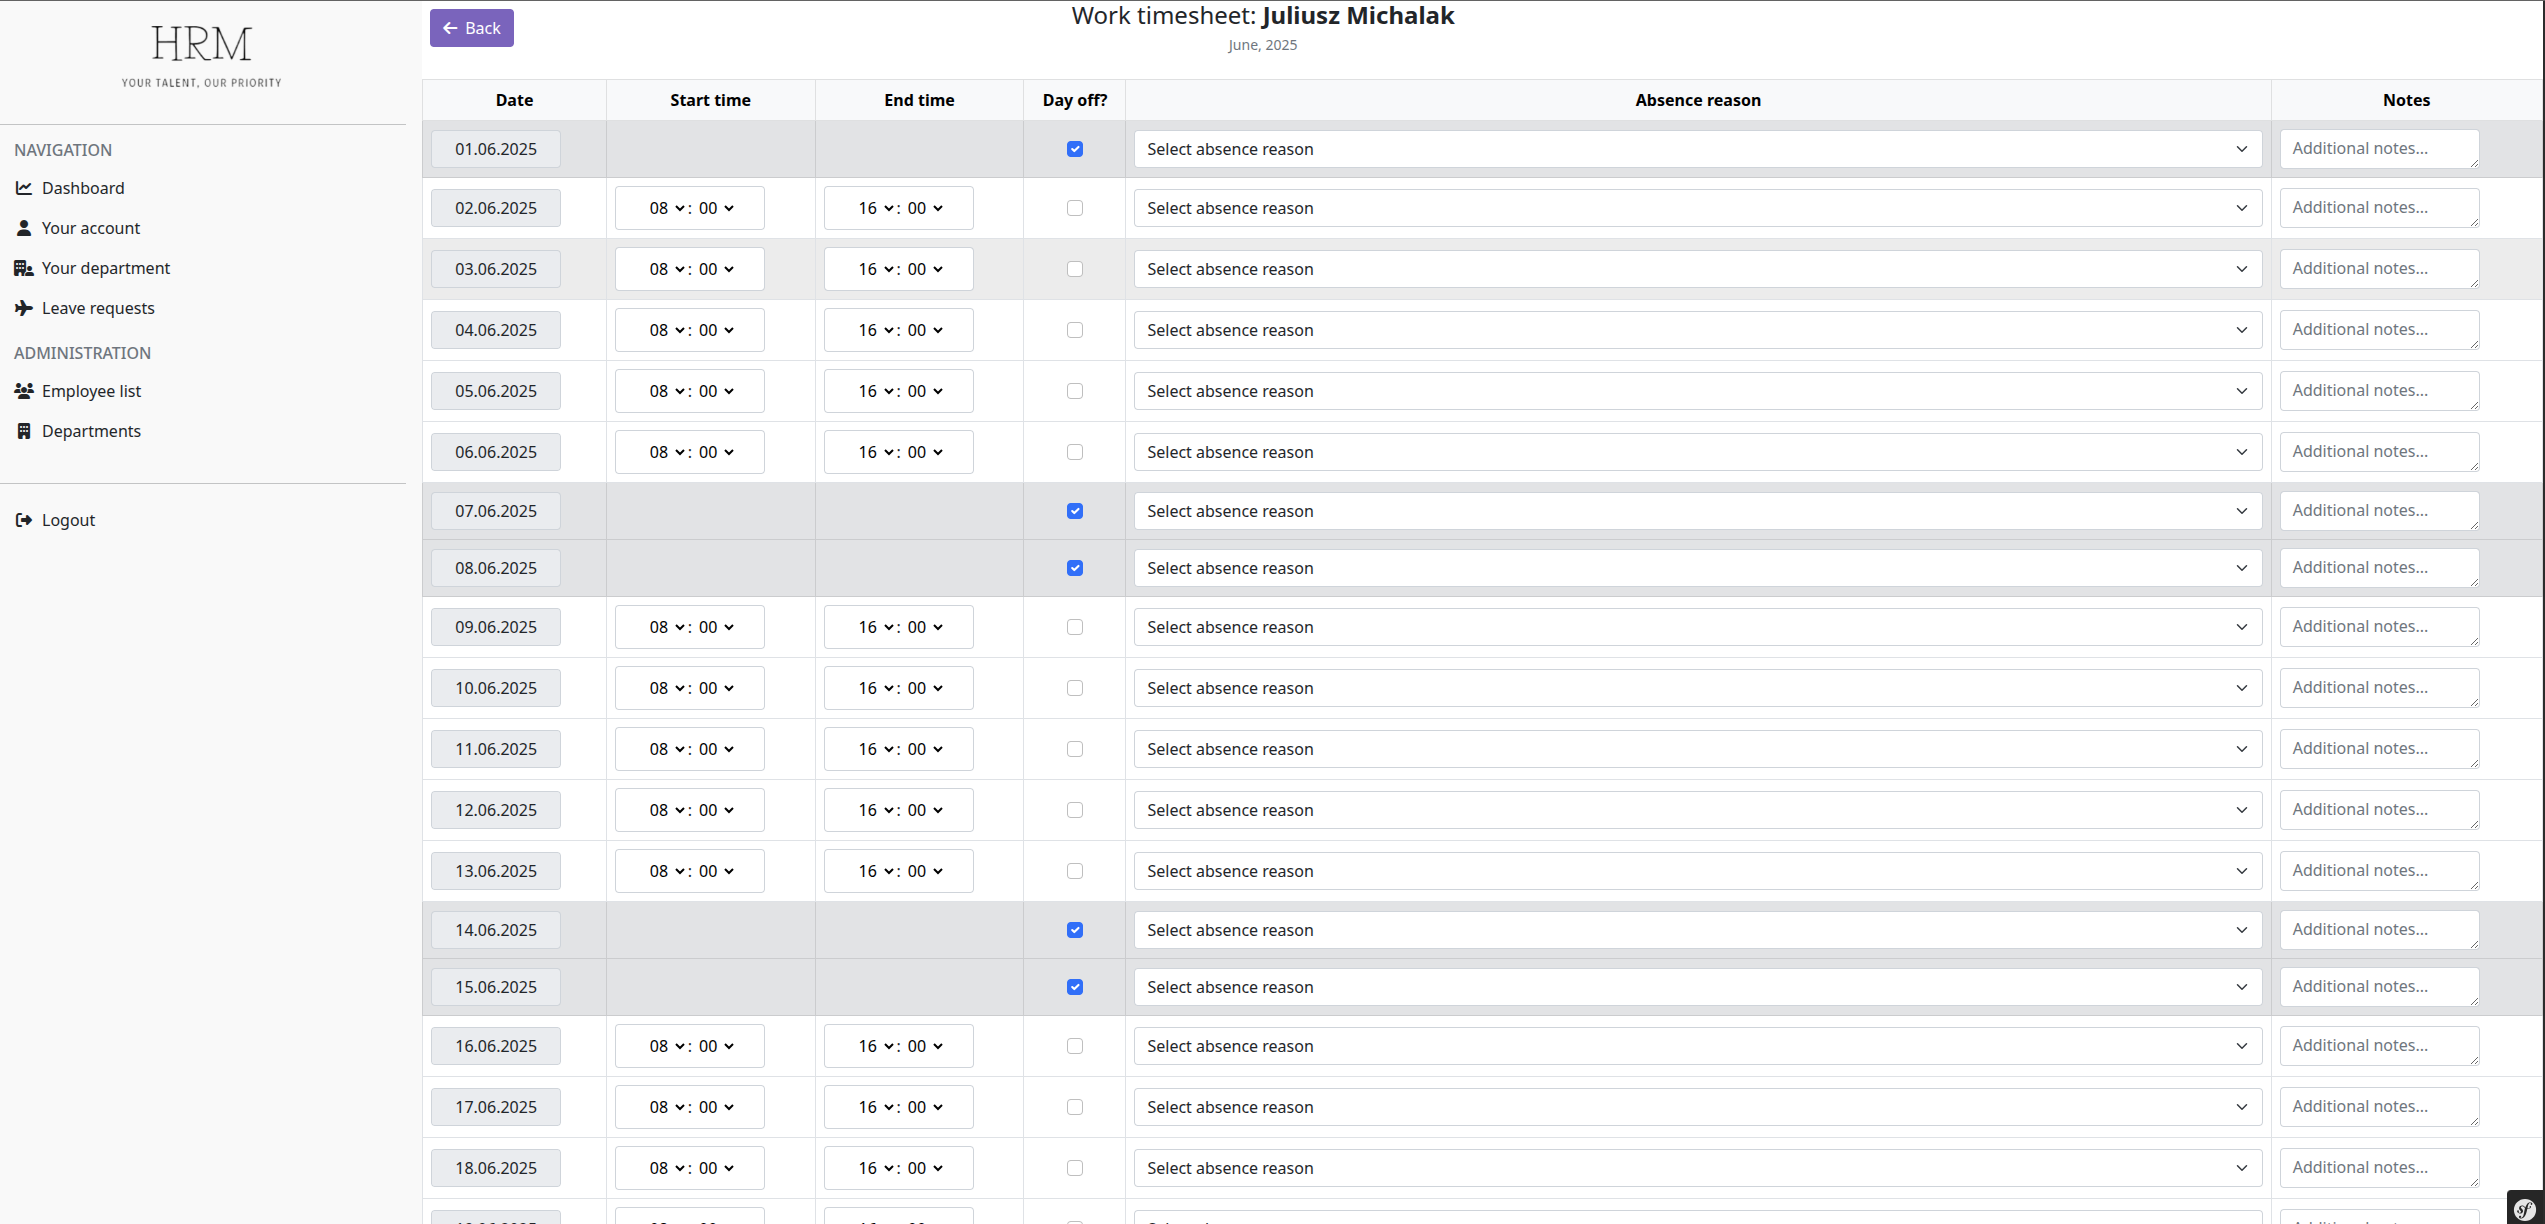 HRM
YOUR TALENT, OUR PRIORITY
NAVIGATION
Dashboard
Your account
Your department
Leave requests
ADMINISTRATION
Employee list
Departments
Logout
Back
Work timesheet: Juliusz Michalak
June, 2025
Date Start time End time Day off? Absence reason Notes
01.06.2025 Select absence reason Additional notes...
02.06.2025 08 : 00 16 : 00 Select absence reason Additional notes...
03.06.2025 08 : 00 16 : 00 Select absence reason Additional notes...
04.06.2025 08 : 00 16 : 00 Select absence reason Additional notes...
05.06.2025 08 : 00 16 : 00 Select absence reason Additional notes...
06.06.2025 08 : 00 16 : 00 Select absence reason Additional notes...
07.06.2025 Select absence reason Additional notes...
08.06.2025 Select absence reason Additional notes...
09.06.2025 08 : 00 16 : 00 Select absence reason Additional notes...
10.06.2025 08 : 00 16 : 00 Select absence reason Additional notes...
11.06.2025 08 : 00 16 : 00 Select absence reason Additional notes...
12.06.2025 08 : 00 16 : 00 Select absence reason Additional notes...
13.06.2025 08 : 00 16 : 00 Select absence reason Additional notes...
14.06.2025 Select absence reason Additional notes...
15.06.2025 Select absence reason Additional notes...
16.06.2025 08 : 00 16 : 00 Select absence reason Additional notes...
17.06.2025 08 : 00 16 : 00 Select absence reason Additional notes...
18.06.2025 08 : 00 16 : 00 Select absence reason Additional notes...